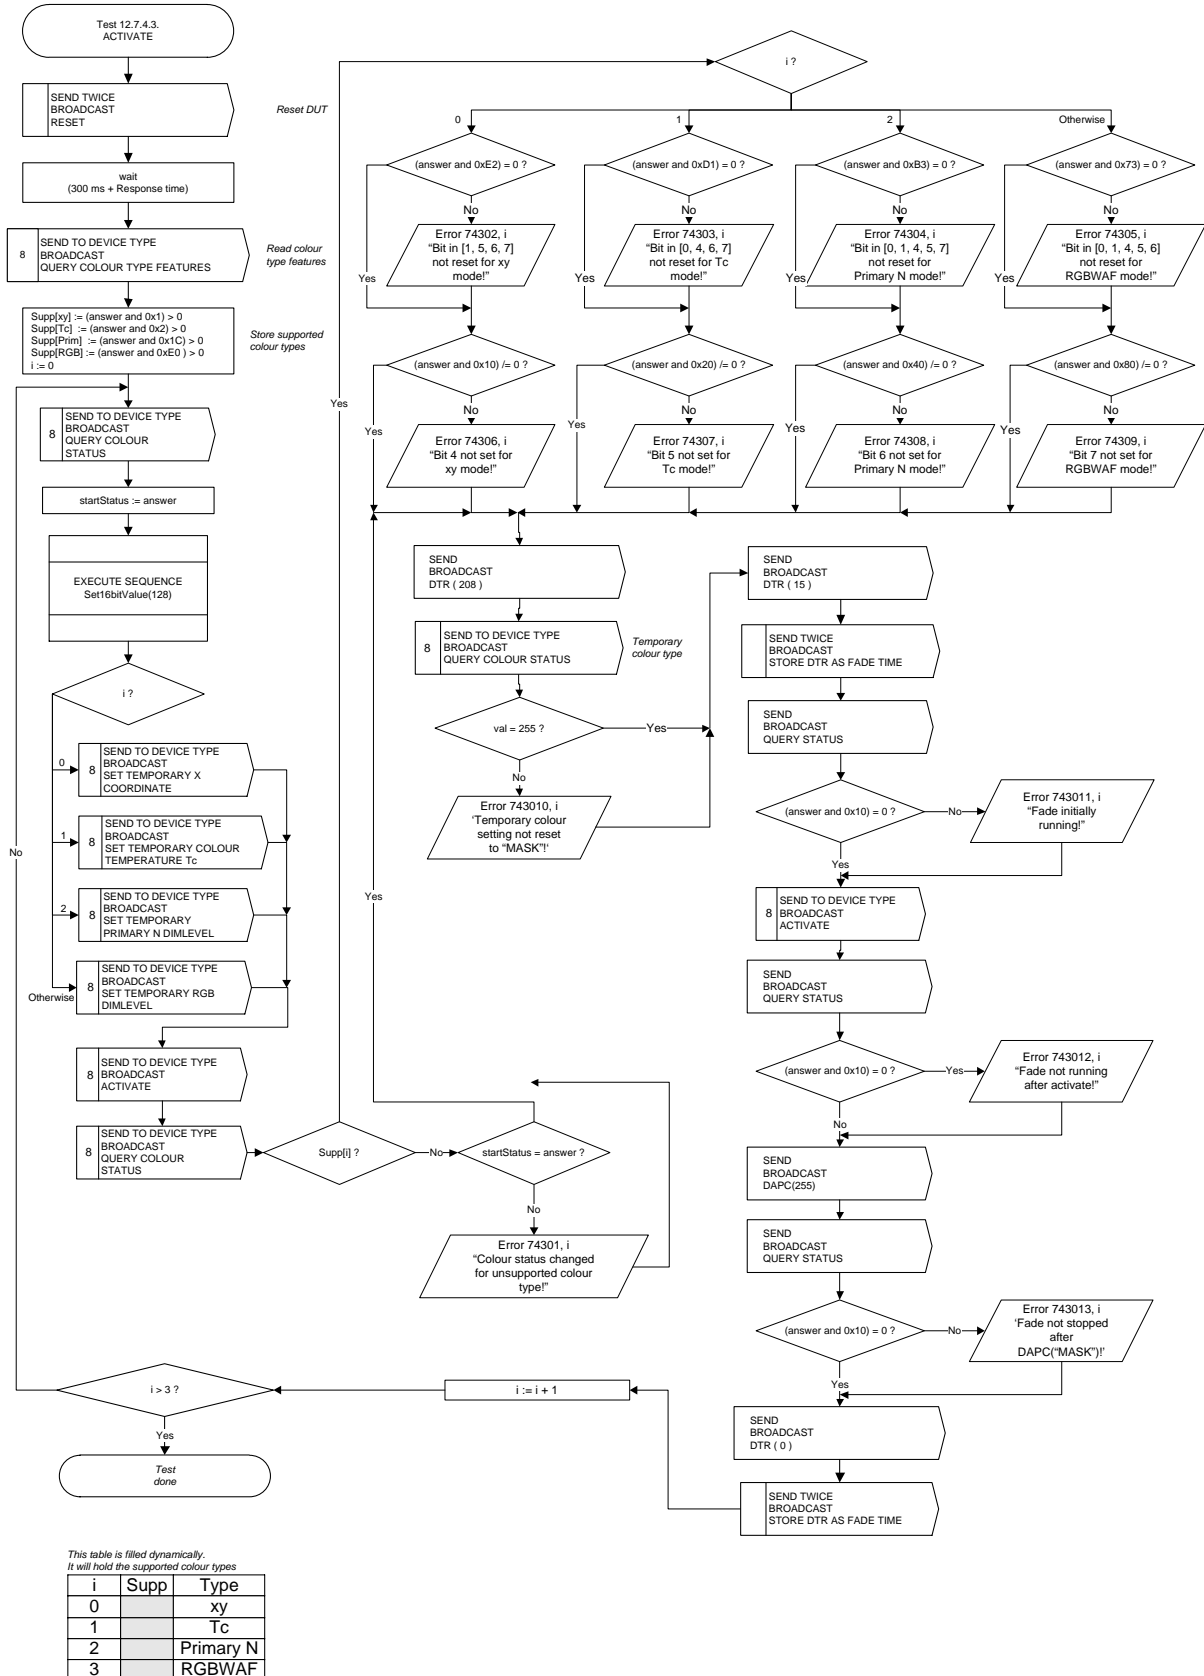 Test 12.7.4.3.
ACTIVATE
SEND TWICE
BROADCAST
RESET
Reset DUT
wait
(300 ms + Response time)
8
SEND TO DEVICE TYPE
BROADCAST
QUERY COLOUR TYPE FEATURES
Read colour
type features
Supp[xy] := (answer and 0x1) > 0
Supp[Tc] := (answer and 0x2) > 0
Supp[Prim] := (answer and 0x1C) > 0
Supp[RGB] := (answer and 0xE0 ) > 0
i := 0
Store supported
colour types
8
SEND TO DEVICE TYPE
BROADCAST
QUERY COLOUR
STATUS
startStatus := answer
EXECUTE SEQUENCE
Set16bitValue(128)
i ?
0
8
SEND TO DEVICE TYPE
BROADCAST
SET TEMPORARY X
COORDINATE
1
8
SEND TO DEVICE TYPE
BROADCAST
SET TEMPORARY COLOUR
TEMPERATURE Tc
2
8
SEND TO DEVICE TYPE
BROADCAST
SET TEMPORARY
PRIMARY N DIMLEVEL
Otherwise
8
SEND TO DEVICE TYPE
BROADCAST
SET TEMPORARY RGB
DIMLEVEL
8
SEND TO DEVICE TYPE
BROADCAST
ACTIVATE
8
SEND TO DEVICE TYPE
BROADCAST
QUERY COLOUR
STATUS
Supp[i] ?
No
startStatus = answer ?
No
Error 74301, i
"Colour status changed
for unsupported colour
type!"
Yes
Yes
No
i ?
0
1
2
Otherwise
(answer and 0xE2) = 0 ?
(answer and 0xD1) = 0 ?
(answer and 0xB3) = 0 ?
(answer and 0x73) = 0 ?
No
No
No
No
Error 74302, i
"Bit in [1, 5, 6, 7]
not reset for xy
mode!"
Error 74303, i
"Bit in [0, 4, 6, 7]
not reset for Tc
mode!"
Error 74304, i
"Bit in [0, 1, 4, 5, 7]
not reset for
Primary N mode!"
Error 74305, i
"Bit in [0, 1, 4, 5, 6]
not reset for
RGBWAF mode!"
Yes
Yes
Yes
Yes
(answer and 0x10) /= 0 ?
(answer and 0x20) /= 0 ?
(answer and 0x40) /= 0 ?
(answer and 0x80) /= 0 ?
No
No
No
No
Yes
Yes
Yes
Yes
Error 74306, i
"Bit 4 not set for
xy mode!"
Error 74307, i
"Bit 5 not set for
Tc mode!"
Error 74308, i
"Bit 6 not set for
Primary N mode!"
Error 74309, i
"Bit 7 not set for
RGBWAF mode!"
SEND
BROADCAST
DTR ( 208 )
8
SEND TO DEVICE TYPE
BROADCAST
QUERY COLOUR STATUS
Temporary
colour type
val = 255 ?
Yes
No
Error 743010, i
'Temporary colour
setting not reset
to "MASK"!'
SEND
BROADCAST
DTR ( 15 )
SEND TWICE
BROADCAST
STORE DTR AS FADE TIME
SEND
BROADCAST
QUERY STATUS
(answer and 0x10) = 0 ?
No
Error 743011, i
"Fade initially
running!"
Yes
8
SEND TO DEVICE TYPE
BROADCAST
ACTIVATE
SEND
BROADCAST
QUERY STATUS
(answer and 0x10) = 0 ?
Yes
Error 743012, i
"Fade not running
after activate!"
No
SEND
BROADCAST
DAPC(255)
SEND
BROADCAST
QUERY STATUS
(answer and 0x10) = 0 ?
No
Error 743013, i
'Fade not stopped
after
DAPC("MASK")!'
Yes
SEND
BROADCAST
DTR ( 0 )
SEND TWICE
BROADCAST
STORE DTR AS FADE TIME
i := i + 1
i > 3 ?
Yes
Test
done
This table is filled dynamically.
It will hold the supported colour types
i Supp Type
0 xy
1 Tc
2 Primary N
3 RGBWAF